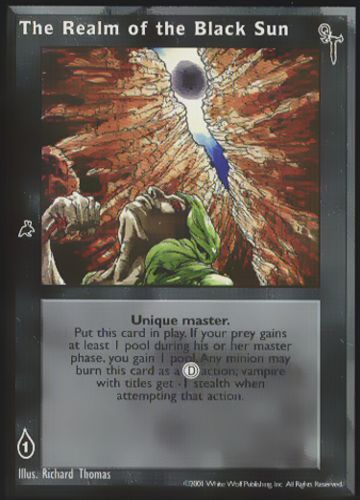 The Realm of the Black Sun
Unique master.
Put this card in play. If your prey gains
at least 1 pool during his or her master
phase, you gain 1 pool. Any minion may
burn this card as a D action; vampire
with titles get -1 stealth when
attempting that action.
1
Illus. Richard Thomas
©2001 White Wolf Publishing, Inc. All Rights Reserved.